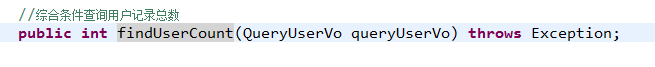 //综合条件查询用户记录总数
public int findUserCount(QueryUserVo queryUserVo) throws Exception;